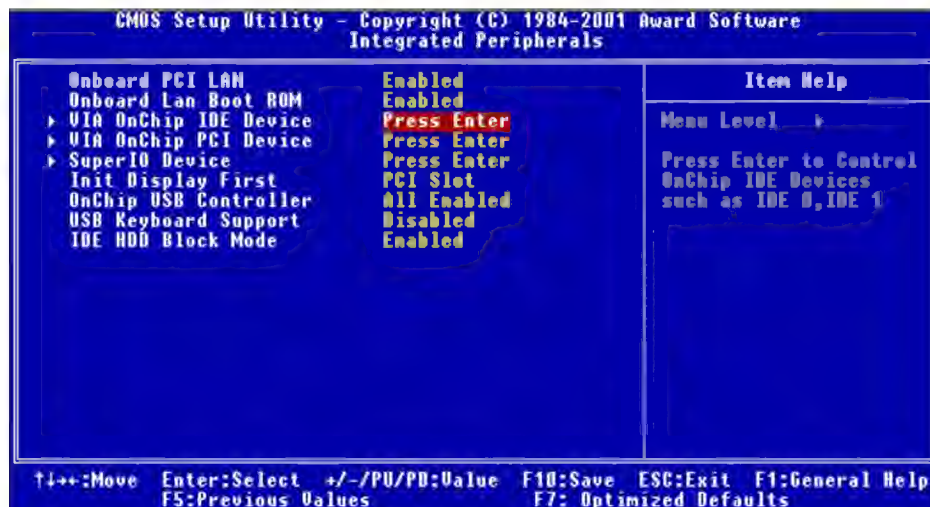 CMOS Setup Utility - Copyright (C) 1984-2001 Award Software
Integrated Peripherals
Onboard PCI LAN Enabled
Onboard Lan Boot ROM Enabled
▸ VIA OnChip IDE Device Press Enter
▸ VIA OnChip PCI Device Press Enter
▸ SuperIO Device Press Enter
Init Display First PCI Slot
OnChip USB Controller All Enabled
USB Keyboard Support Disabled
IDE HDD Block Mode Enabled
Item Help
Menu Level ▸
Press Enter to Control
OnChip IDE Devices
such as IDE 0,IDE 1
↑↓→←:Move Enter:Select +/-/PU/PD:Value F10:Save ESC:Exit F1:General Help
F5:Previous Values F7: Optimized Defaults